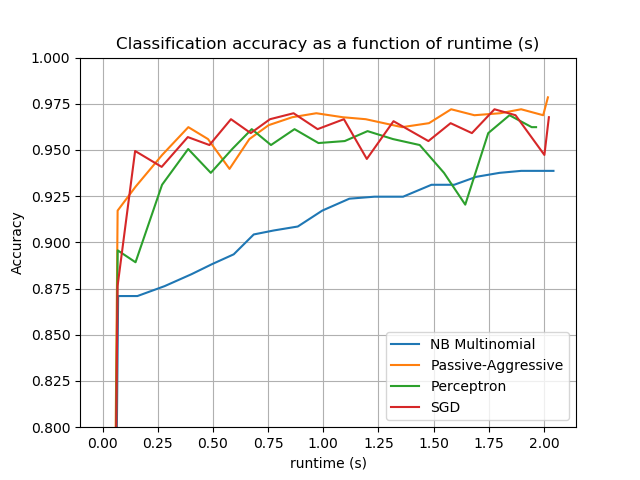 Classification accuracy as a function of runtime (s)
1.000
0.975
0.950
0.925
0.900
0.875
0.850
0.825
0.800
Accuracy
NB Multinomial
Passive-Aggressive
Perceptron
SGD
0.00 0.25 0.50 0.75 1.00 1.25 1.50 1.75 2.00
runtime (s)